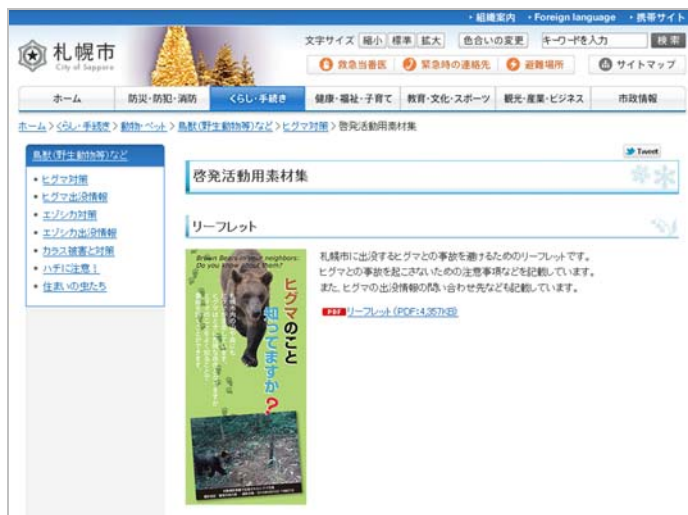 ・組織案内 ・Foreign language ・携帯サイト
札幌市
City of Sapporo
文字サイズ 縮小 標準 拡大 色合いの変更 キーワードを入力 検索
救急当番医 緊急時の連絡先 避難場所 サイトマップ
ホーム 防災・防犯・消防 くらし・手続き 健康・福祉・子育て 教育・文化・スポーツ 観光・産業・ビジネス 市政情報
ホーム > くらし・手続き > 動物・ペット > 鳥獣(野生動物等)など > ヒグマ対策 > 啓発活動用素材集
鳥獣(野生動物等)など
・ヒグマ対策
・ヒグマ出没情報
・エゾシカ対策
・エゾシカ出没情報
・カラス被害と対策
・ハチに注意!
・住まいの虫たち
Tweet
啓発活動用素材集
リーフレット
Brown Bears are your neighbors:
Do you know about them?
ヒグマのこと
知ってますか?
札幌市に出没するヒグマとの事故を避けるためのリーフレットです。
ヒグマとの事故を起こさないための注意事項などを記載しています。
また、ヒグマの出没情報の問い合わせ先なども記載しています。
PDF リーフレット(PDF:4,357KB)